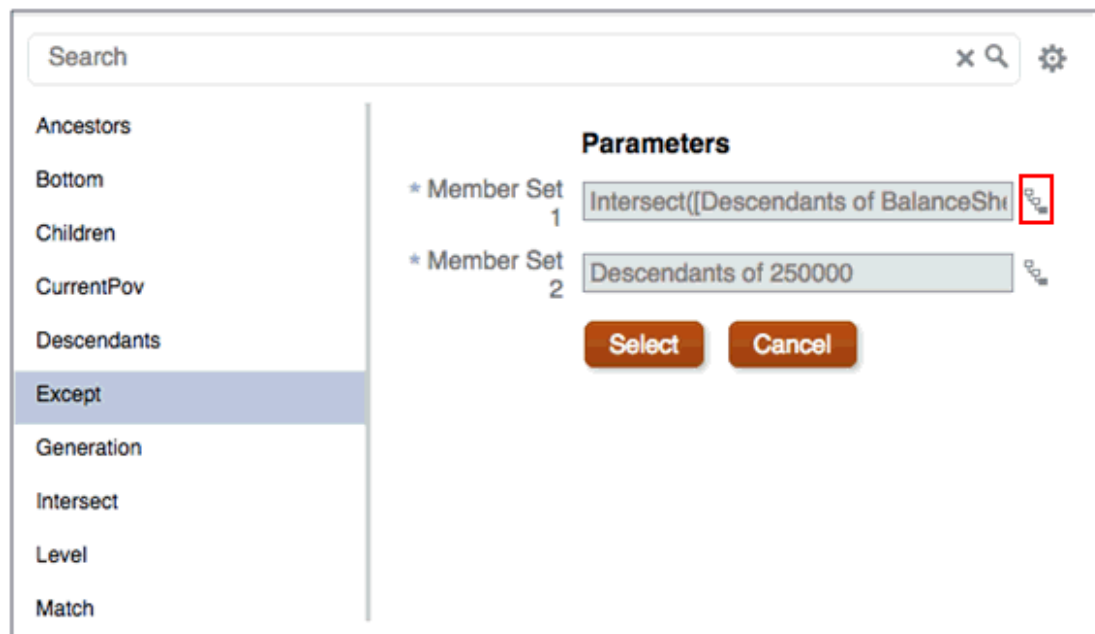 Search
Ancestors
Bottom
Children
CurrentPov
Descendants
Except
Generation
Intersect
Level
Match
Parameters
* Member Set
1
Intersect([Descendants of BalanceShe
* Member Set
2
Descendants of 250000
Select
Cancel